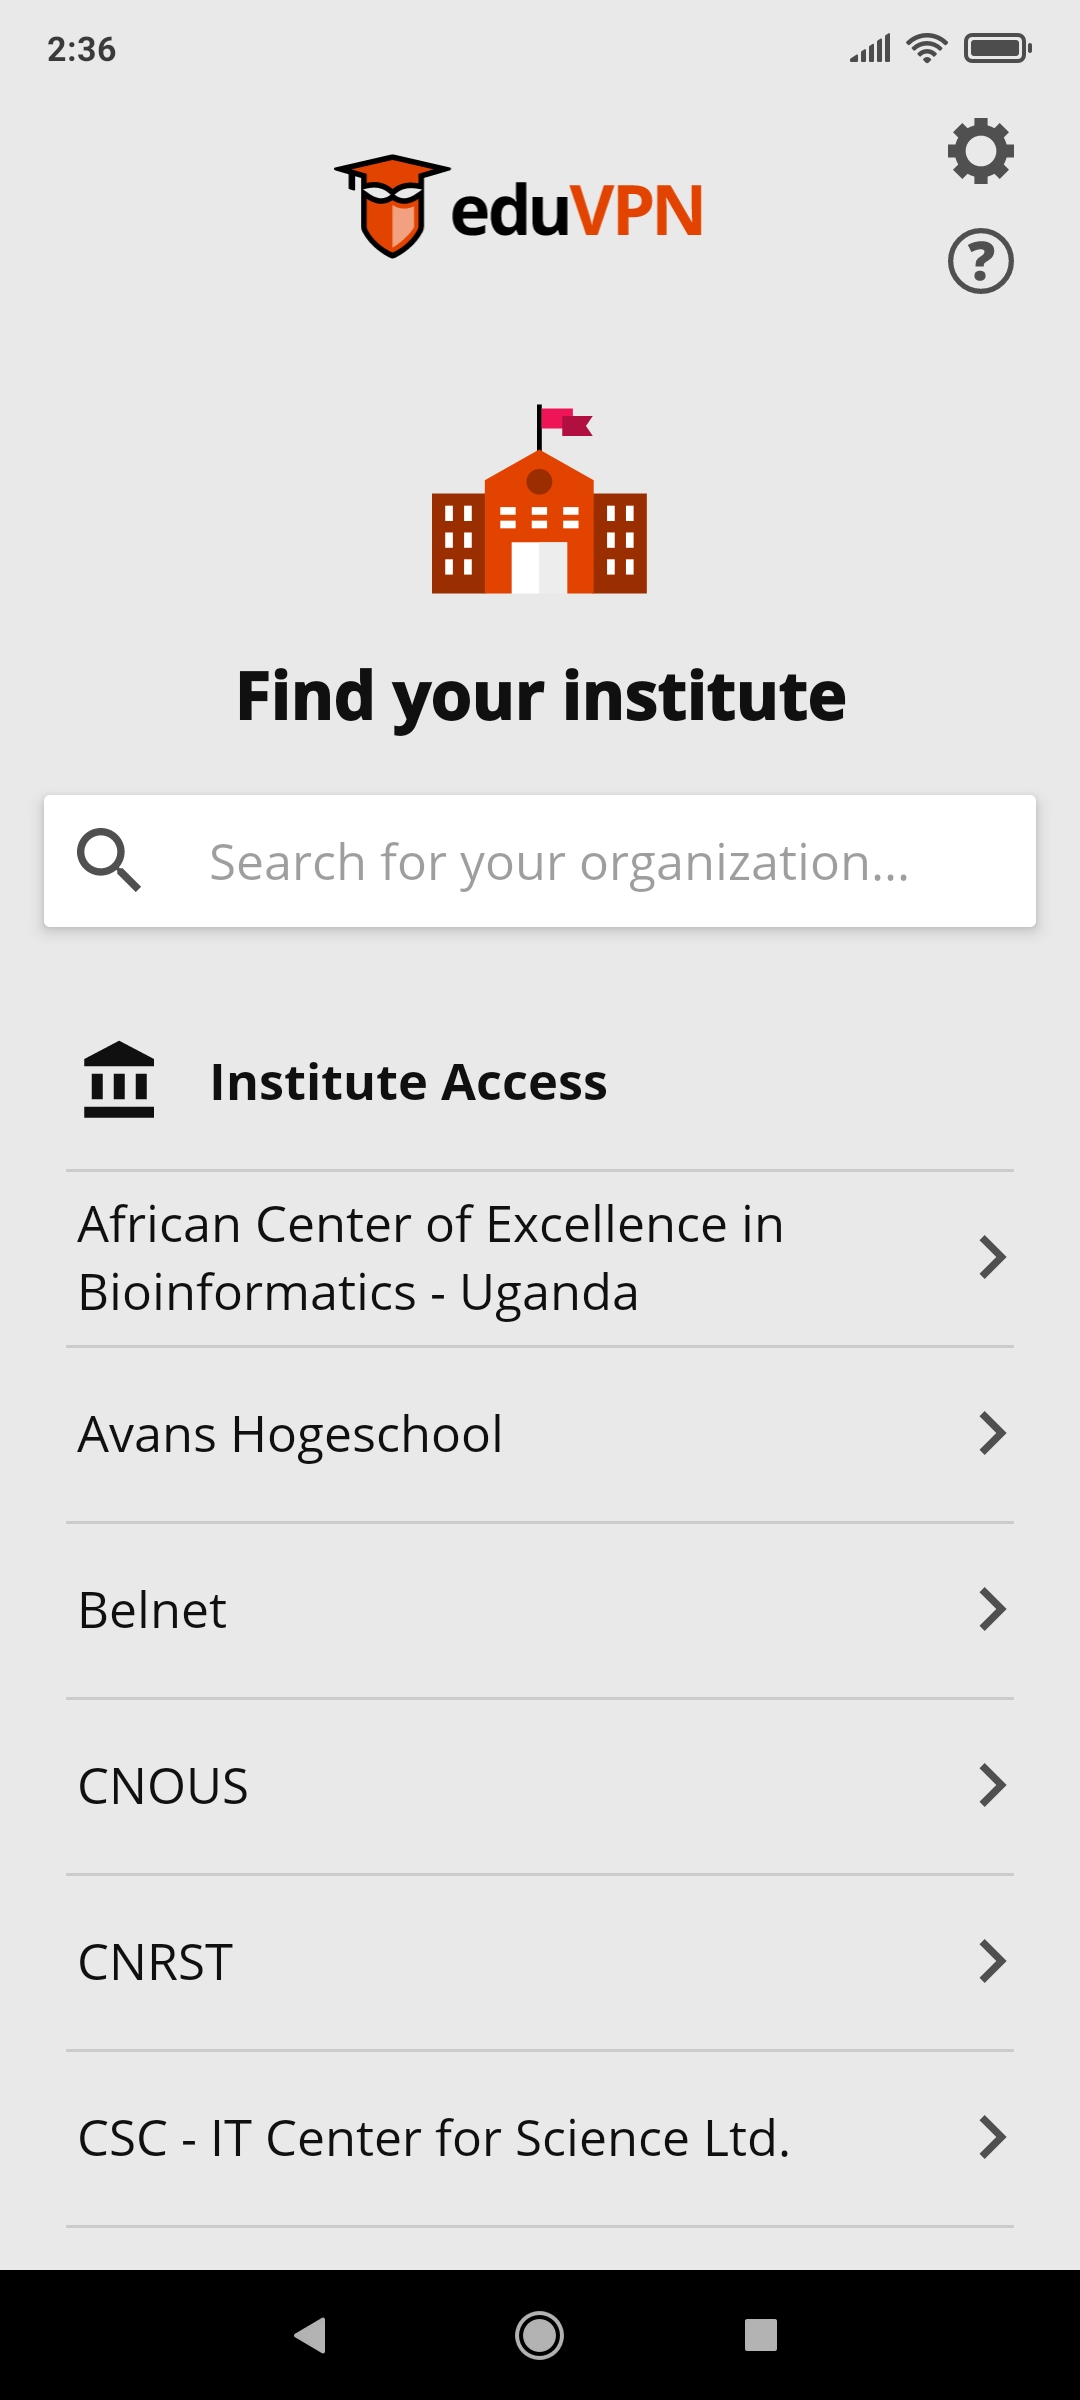 2:36
eduVPN
?
Find your institute
Search for your organization...
Institute Access
African Center of Excellence in
Bioinformatics - Uganda
Avans Hogeschool
Belnet
CNOUS
CNRST
CSC - IT Center for Science Ltd.